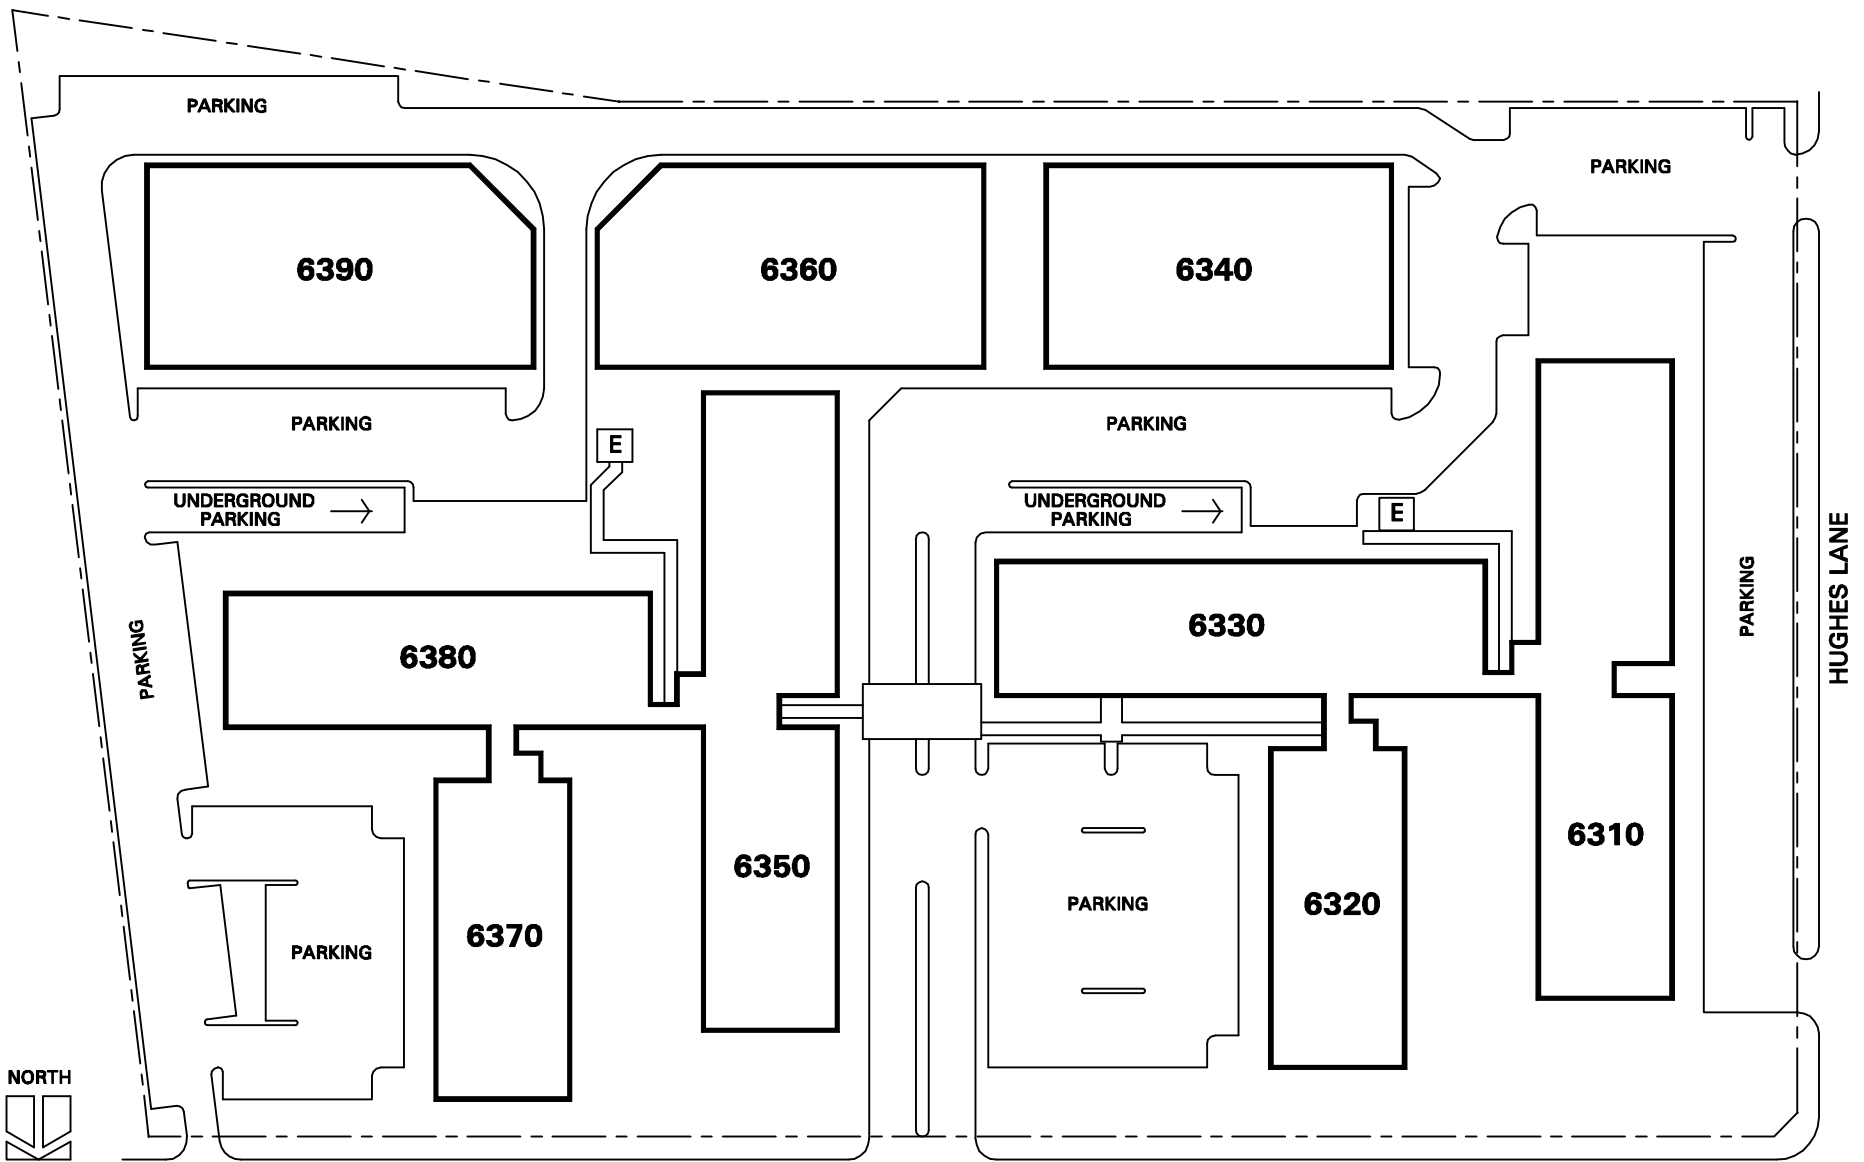 PARKING
PARKING
6390
6360
6340
PARKING
PARKING
E
UNDERGROUND
PARKING
UNDERGROUND
PARKING
E
HUGHES LANE
PARKING
PARKING
6380
6330
6350
6310
6370
PARKING
PARKING
6320
NORTH